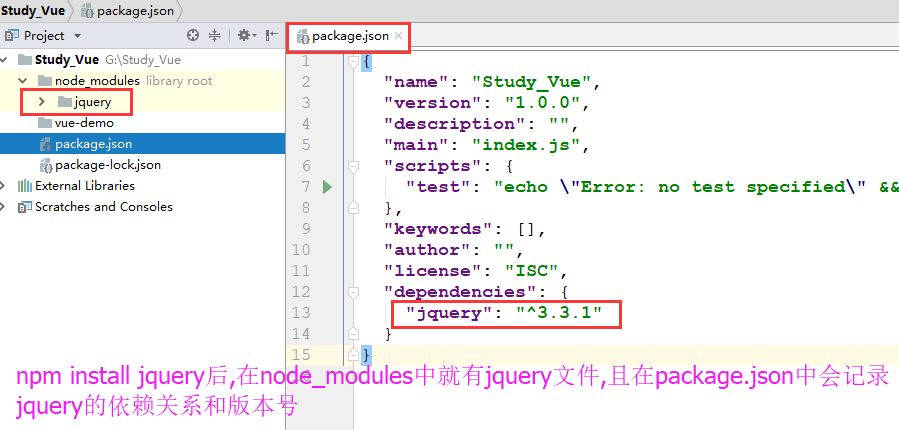 Study_Vue package.json
Project
package.json
Study_Vue G:\Study_Vue
node_modules library root
jquery
vue-demo
package.json
package-lock.json
External Libraries
Scratches and Consoles
1 {
2 "name": "Study_Vue",
3 "version": "1.0.0",
4 "description": "",
5 "main": "index.js",
6 "scripts": {
7 "test": "echo \"Error: no test specified\" &&
8 },
9 "keywords": [],
10 "author": "",
11 "license": "ISC",
12 "dependencies": {
13 "jquery": "^3.3.1"
14 }
15 }
npm install jquery后,在node_modules中就有jquery文件,且在package.json中会记录
jquery的依赖关系和版本号